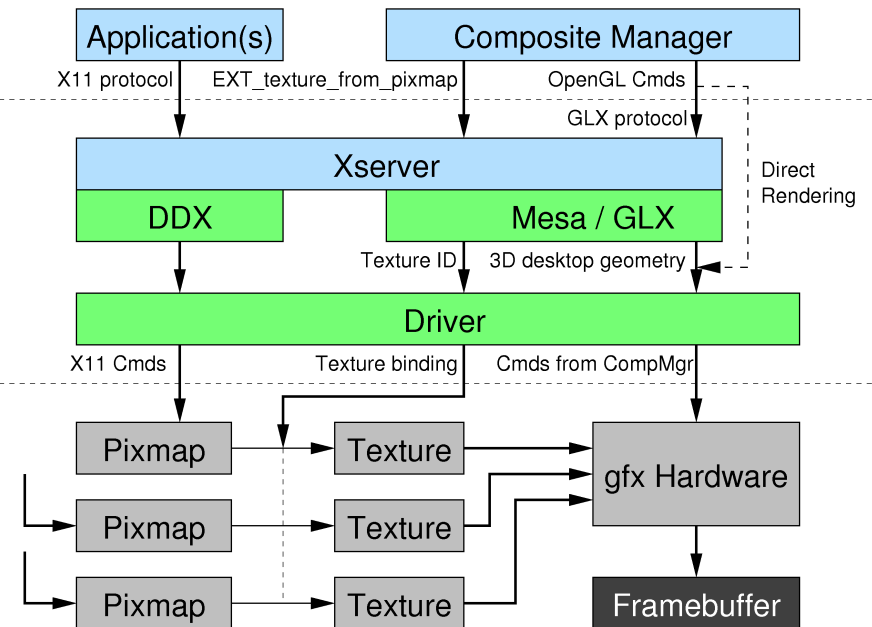 Application(s)
Composite Manager
X11 protocol
EXT_texture_from_pixmap
OpenGL Cmds
GLX protocol
Direct
Rendering
Xserver
DDX
Mesa / GLX
Texture ID
3D desktop geometry
Driver
X11 Cmds
Texture binding
Cmds from CompMgr
Pixmap
Texture
gfx Hardware
Pixmap
Texture
Pixmap
Texture
Framebuffer